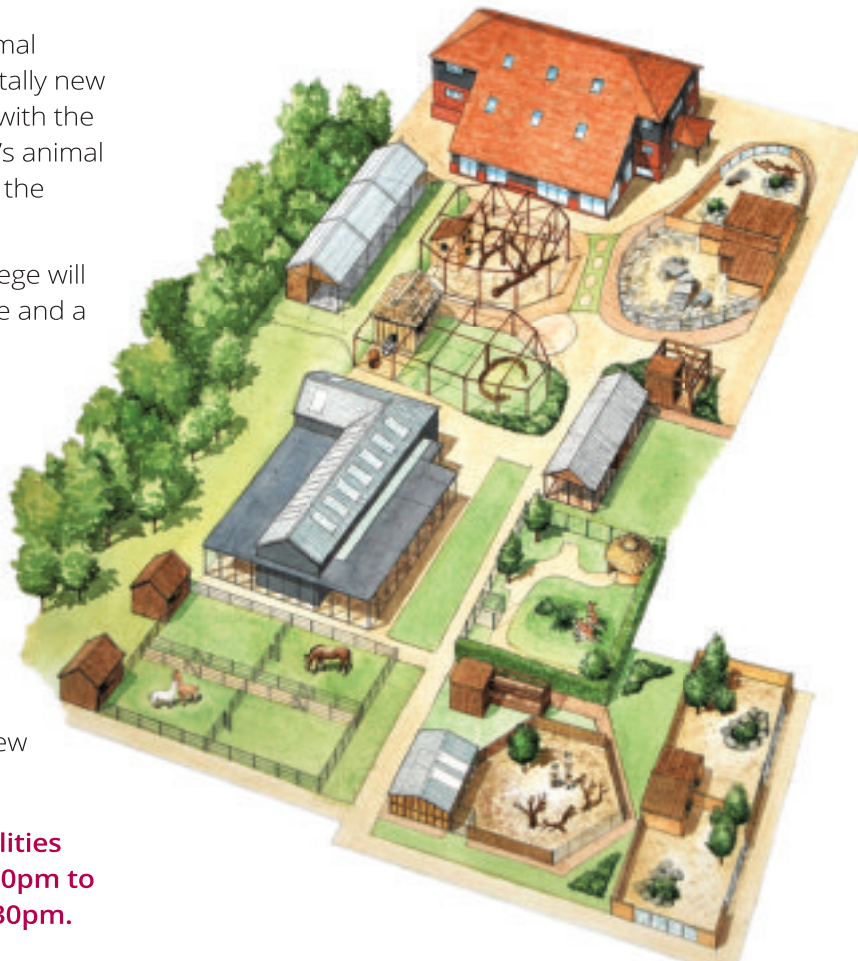 mal
tally new
with the
's animal
the
ege will
e and a
ew
lities
0pm to
30pm.